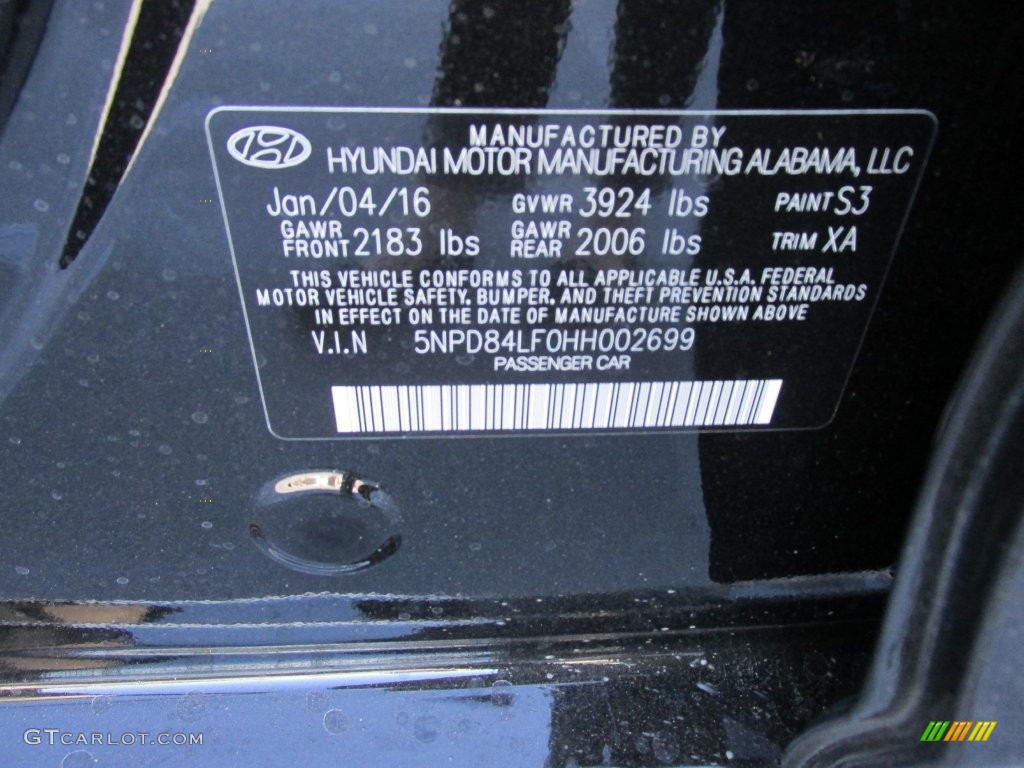 MANUFACTURED BY
HYUNDAI MOTOR MANUFACTURING ALABAMA, LLC
Jan/04/16 GVWR 3924 lbs PAINT S3
GAWR FRONT 2183 lbs GAWR REAR 2006 lbs TRIM XA
THIS VEHICLE CONFORMS TO ALL APPLICABLE U.S.A. FEDERAL
MOTOR VEHICLE SAFETY, BUMPER, AND THEFT PREVENTION STANDARDS
IN EFFECT ON THE DATE OF MANUFACTURE SHOWN ABOVE
V.I.N 5NPD84LF0HH002699
PASSENGER CAR
GTCARLOT.COM